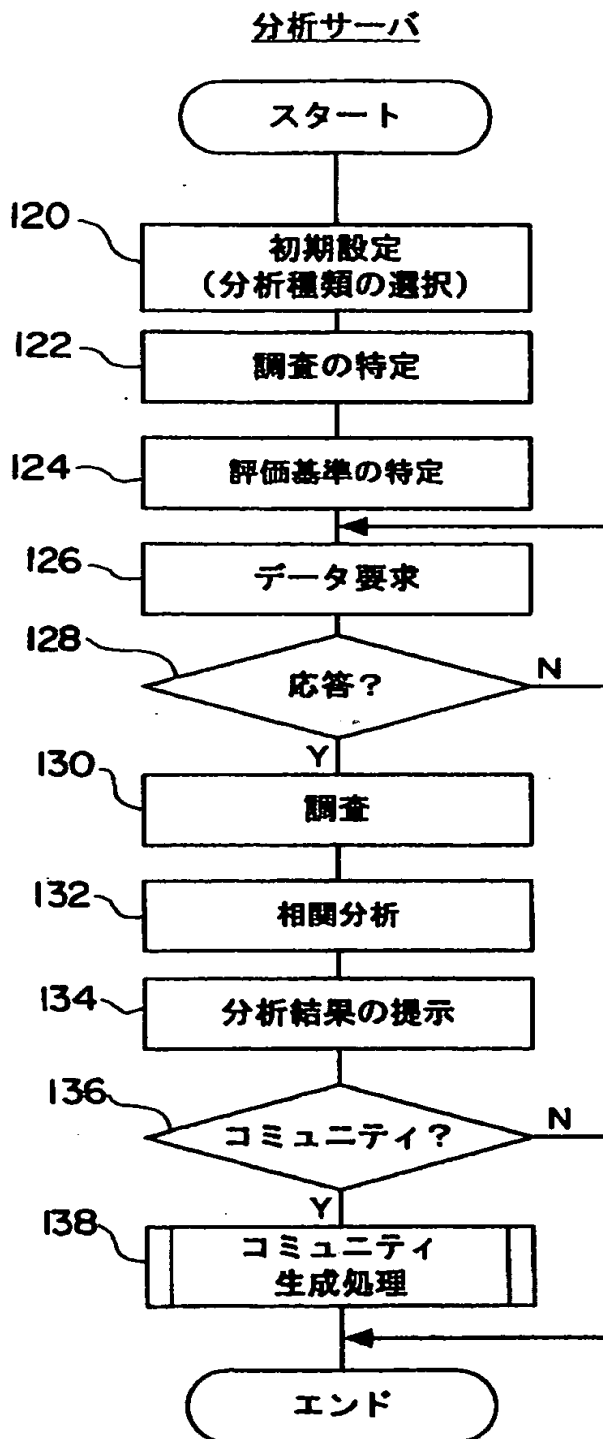 分析サーバ
スタート
120
初期設定
(分析種類の選択)
122
調査の特定
124
評価基準の特定
126
データ要求
128
応答?
N
Y
130
調査
132
相関分析
134
分析結果の提示
136
コミュニティ?
N
Y
138
コミュニティ
生成処理
エンド